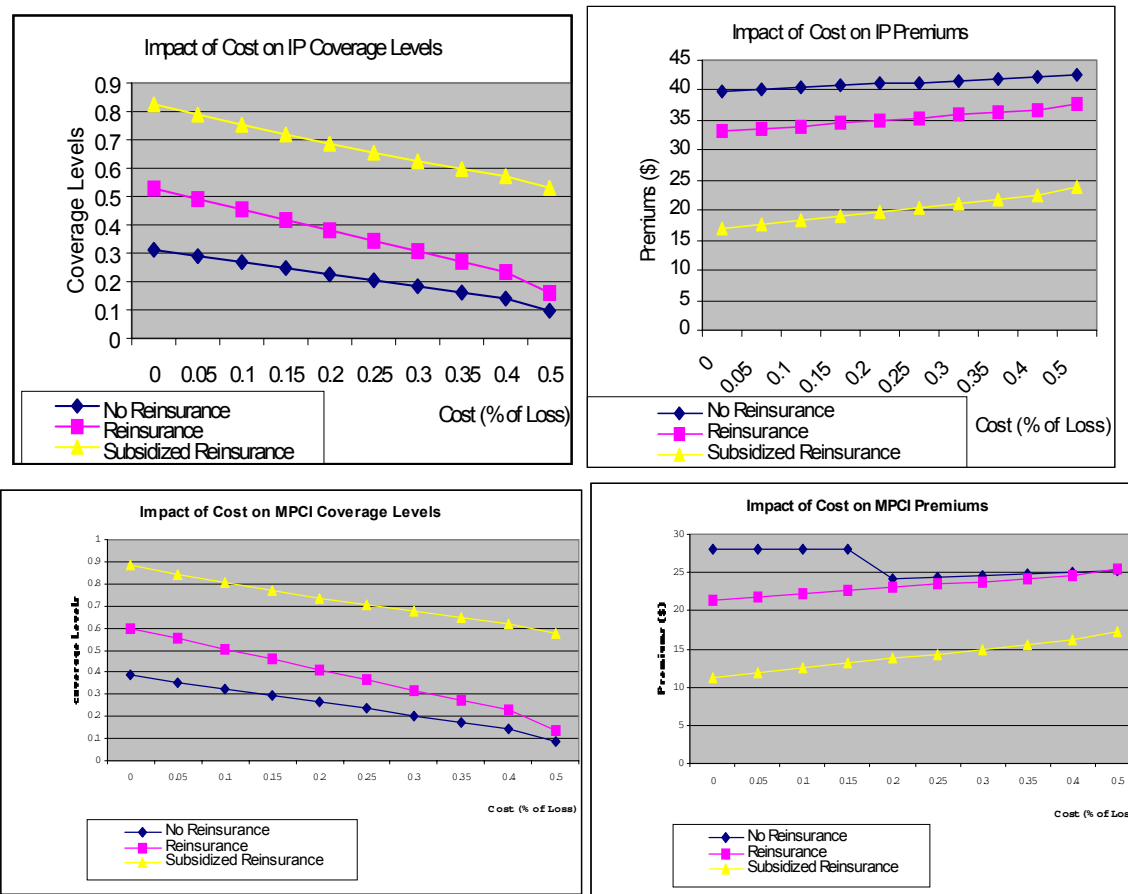 Impact of Cost on IP Coverage Levels
Coverage Levels
0.9
0.8
0.7
0.6
0.5
0.4
0.3
0.2
0.1
0
0 0.05 0.1 0.15 0.2 0.25 0.3 0.35 0.4 0.5
Cost (% of Loss)
No Reinsurance
Reinsurance
Subsidized Reinsurance
Impact of Cost on IP Premiums
Premiums ($)
45
40
35
30
25
20
15
10
5
0
0 0.05 0.1 0.15 0.2 0.25 0.3 0.35 0.4 0.5
Cost (% of Loss)
No Reinsurance
Reinsurance
Subsidized Reinsurance
Impact of Cost on MPCI Coverage Levels
Coverage Levels
1
0.9
0.8
0.7
0.6
0.5
0.4
0.3
0.2
0.1
0
0 0.05 0.1 0.15 0.2 0.25 0.3 0.35 0.4 0.5
Cost (% of Loss)
No Reinsurance
Reinsurance
Subsidized Reinsurance
Impact of Cost on MPCI Premiums
Premiums ($)
30
25
20
15
10
5
0
0 0.05 0.1 0.15 0.2 0.25 0.3 0.35 0.4 0.5
Cost (% of Loss
No Reinsurance
Reinsurance
Subsidized Reinsurance